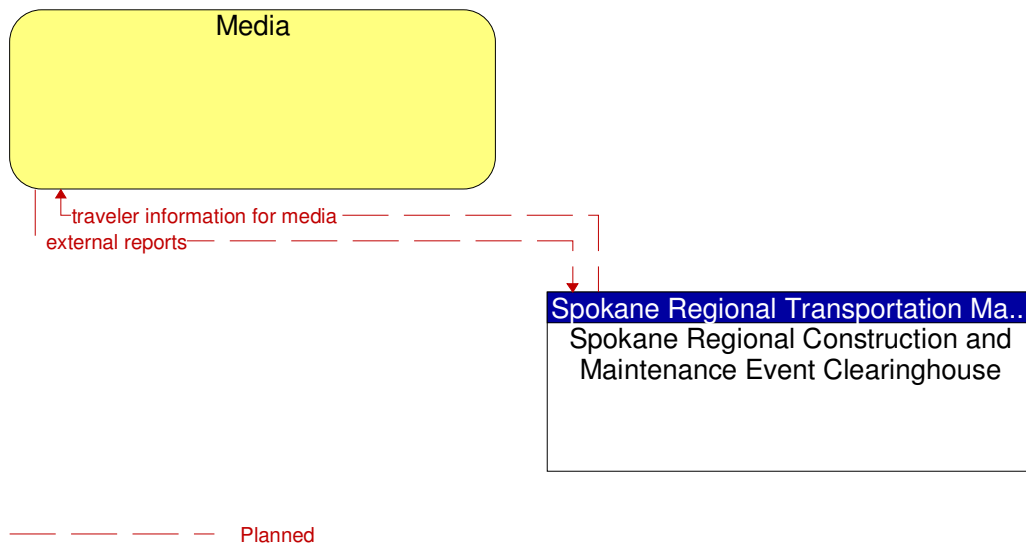 Media
traveler information for media
external reports
Spokane Regional Transportation Ma..
Spokane Regional Construction and
Maintenance Event Clearinghouse
Planned